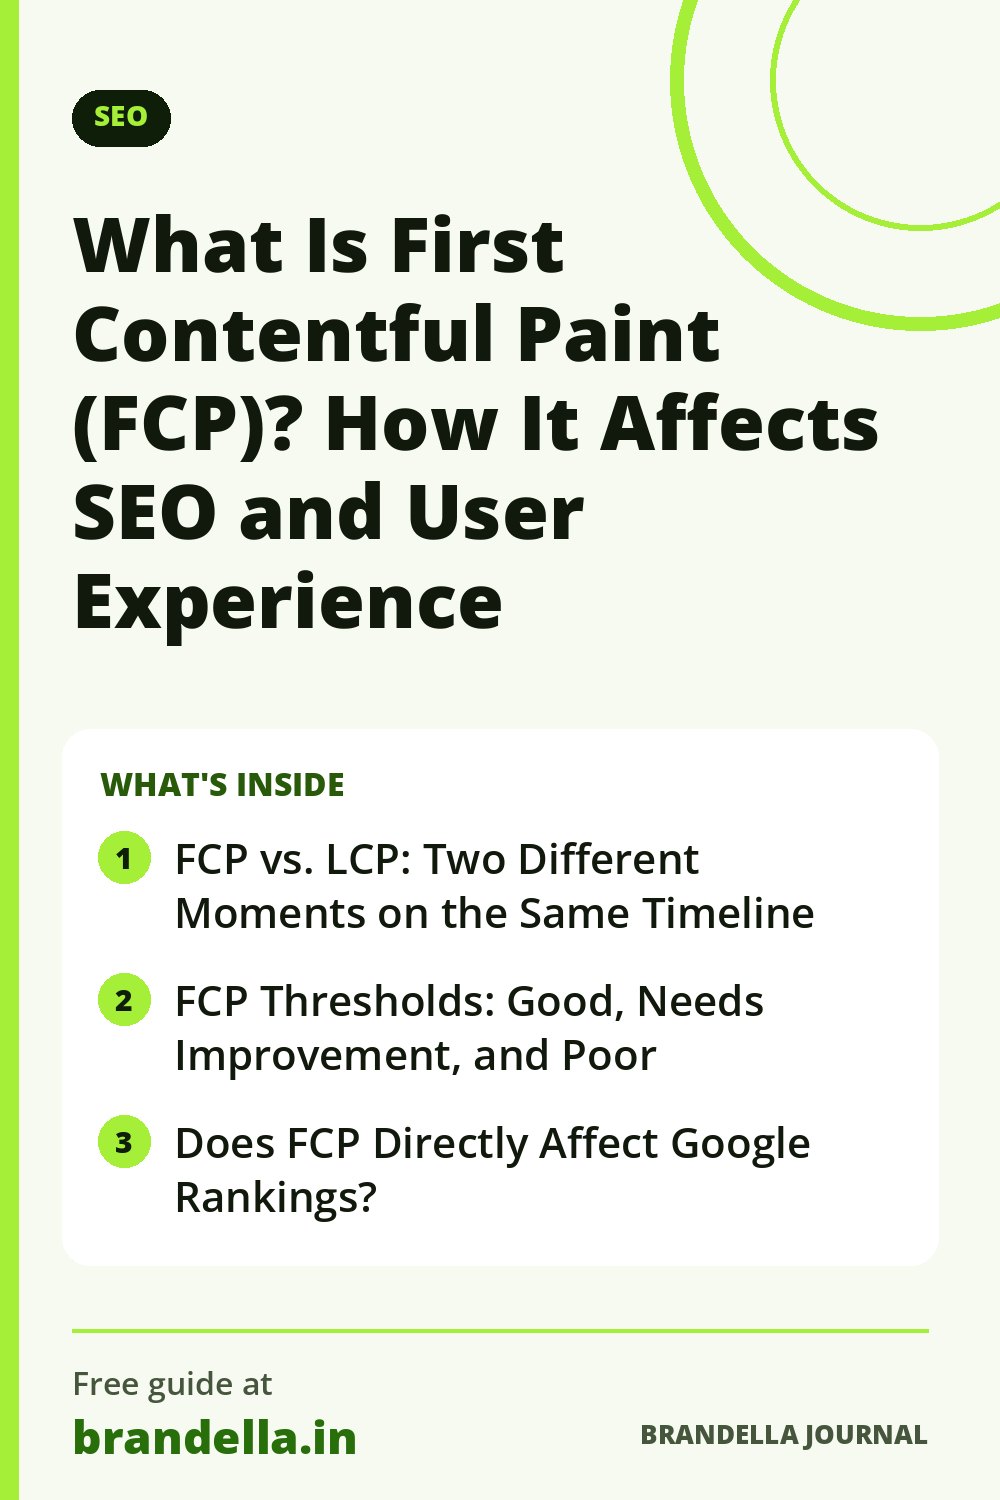 SEO
What Is First
Contentful Paint
(FCP)? How It Affects
SEO and User
Experience
WHAT'S INSIDE
1 FCP vs. LCP: Two Different
Moments on the Same Timeline
2 FCP Thresholds: Good, Needs
Improvement, and Poor
3 Does FCP Directly Affect Google
Rankings?
Free guide at
brandella.in
BRANDELLA JOURNAL